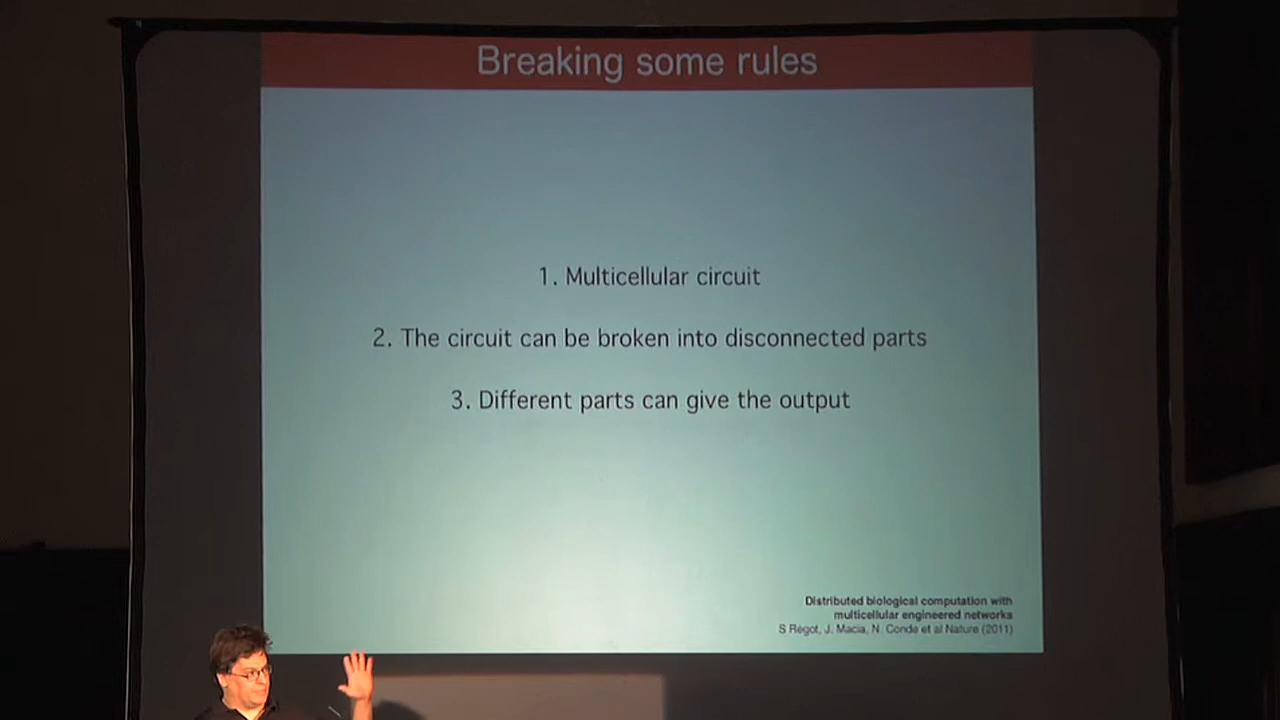 Breaking some rules
1. Multicellular circuit
2. The circuit can be broken into disconnected parts
3. Different parts can give the output
Distributed biological computation with
multicellular engineered networks
S Regot, J. Macia, N. Conde et al Nature (2011)